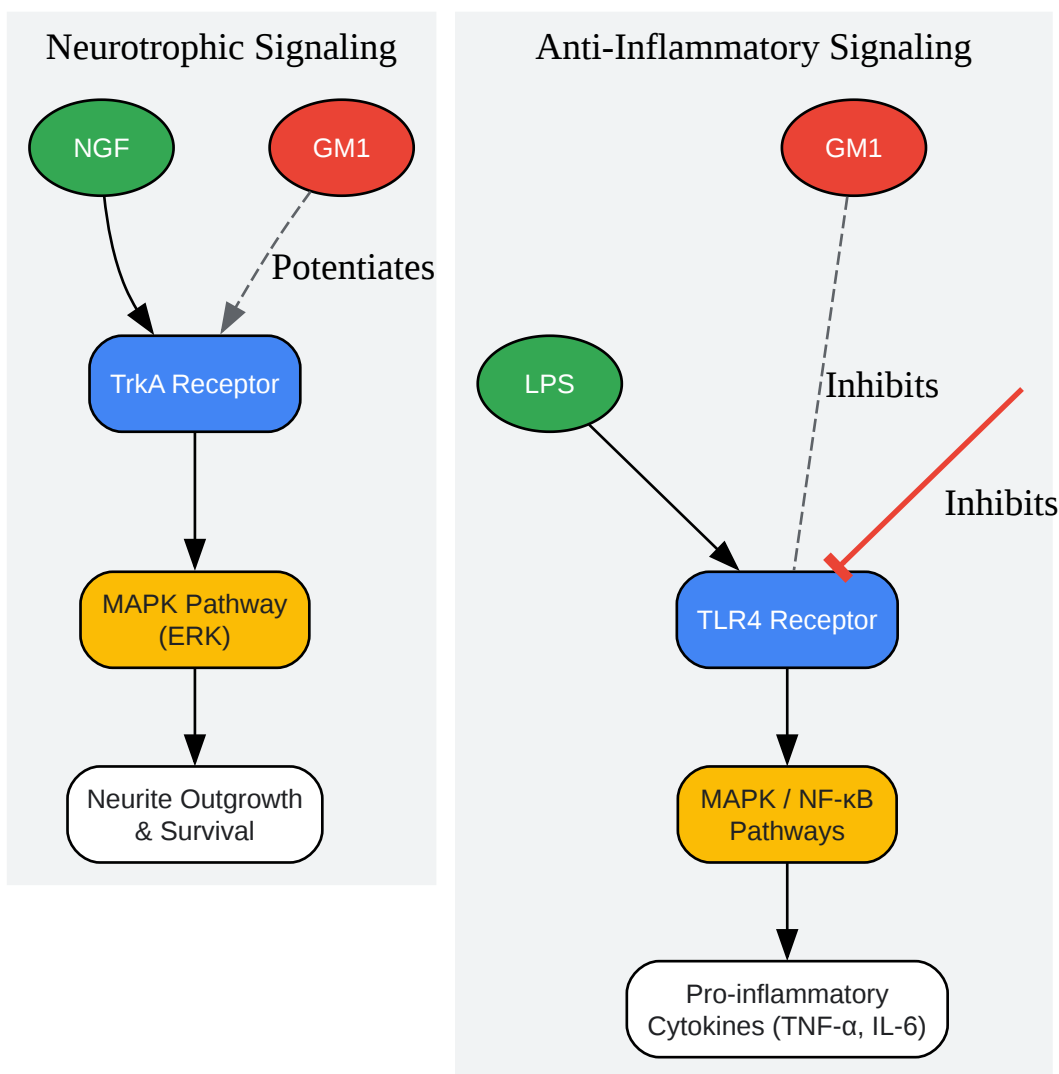 Neurotrophic Signaling
NGF
GM1
Potentiates
TrkA Receptor
MAPK Pathway
(ERK)
Neurite Outgrowth
& Survival
Anti-Inflammatory Signaling
GM1
LPS
Inhibits
Inhibits
TLR4 Receptor
MAPK / NF-κB
Pathways
Pro-inflammatory
Cytokines (TNF-α, IL-6)